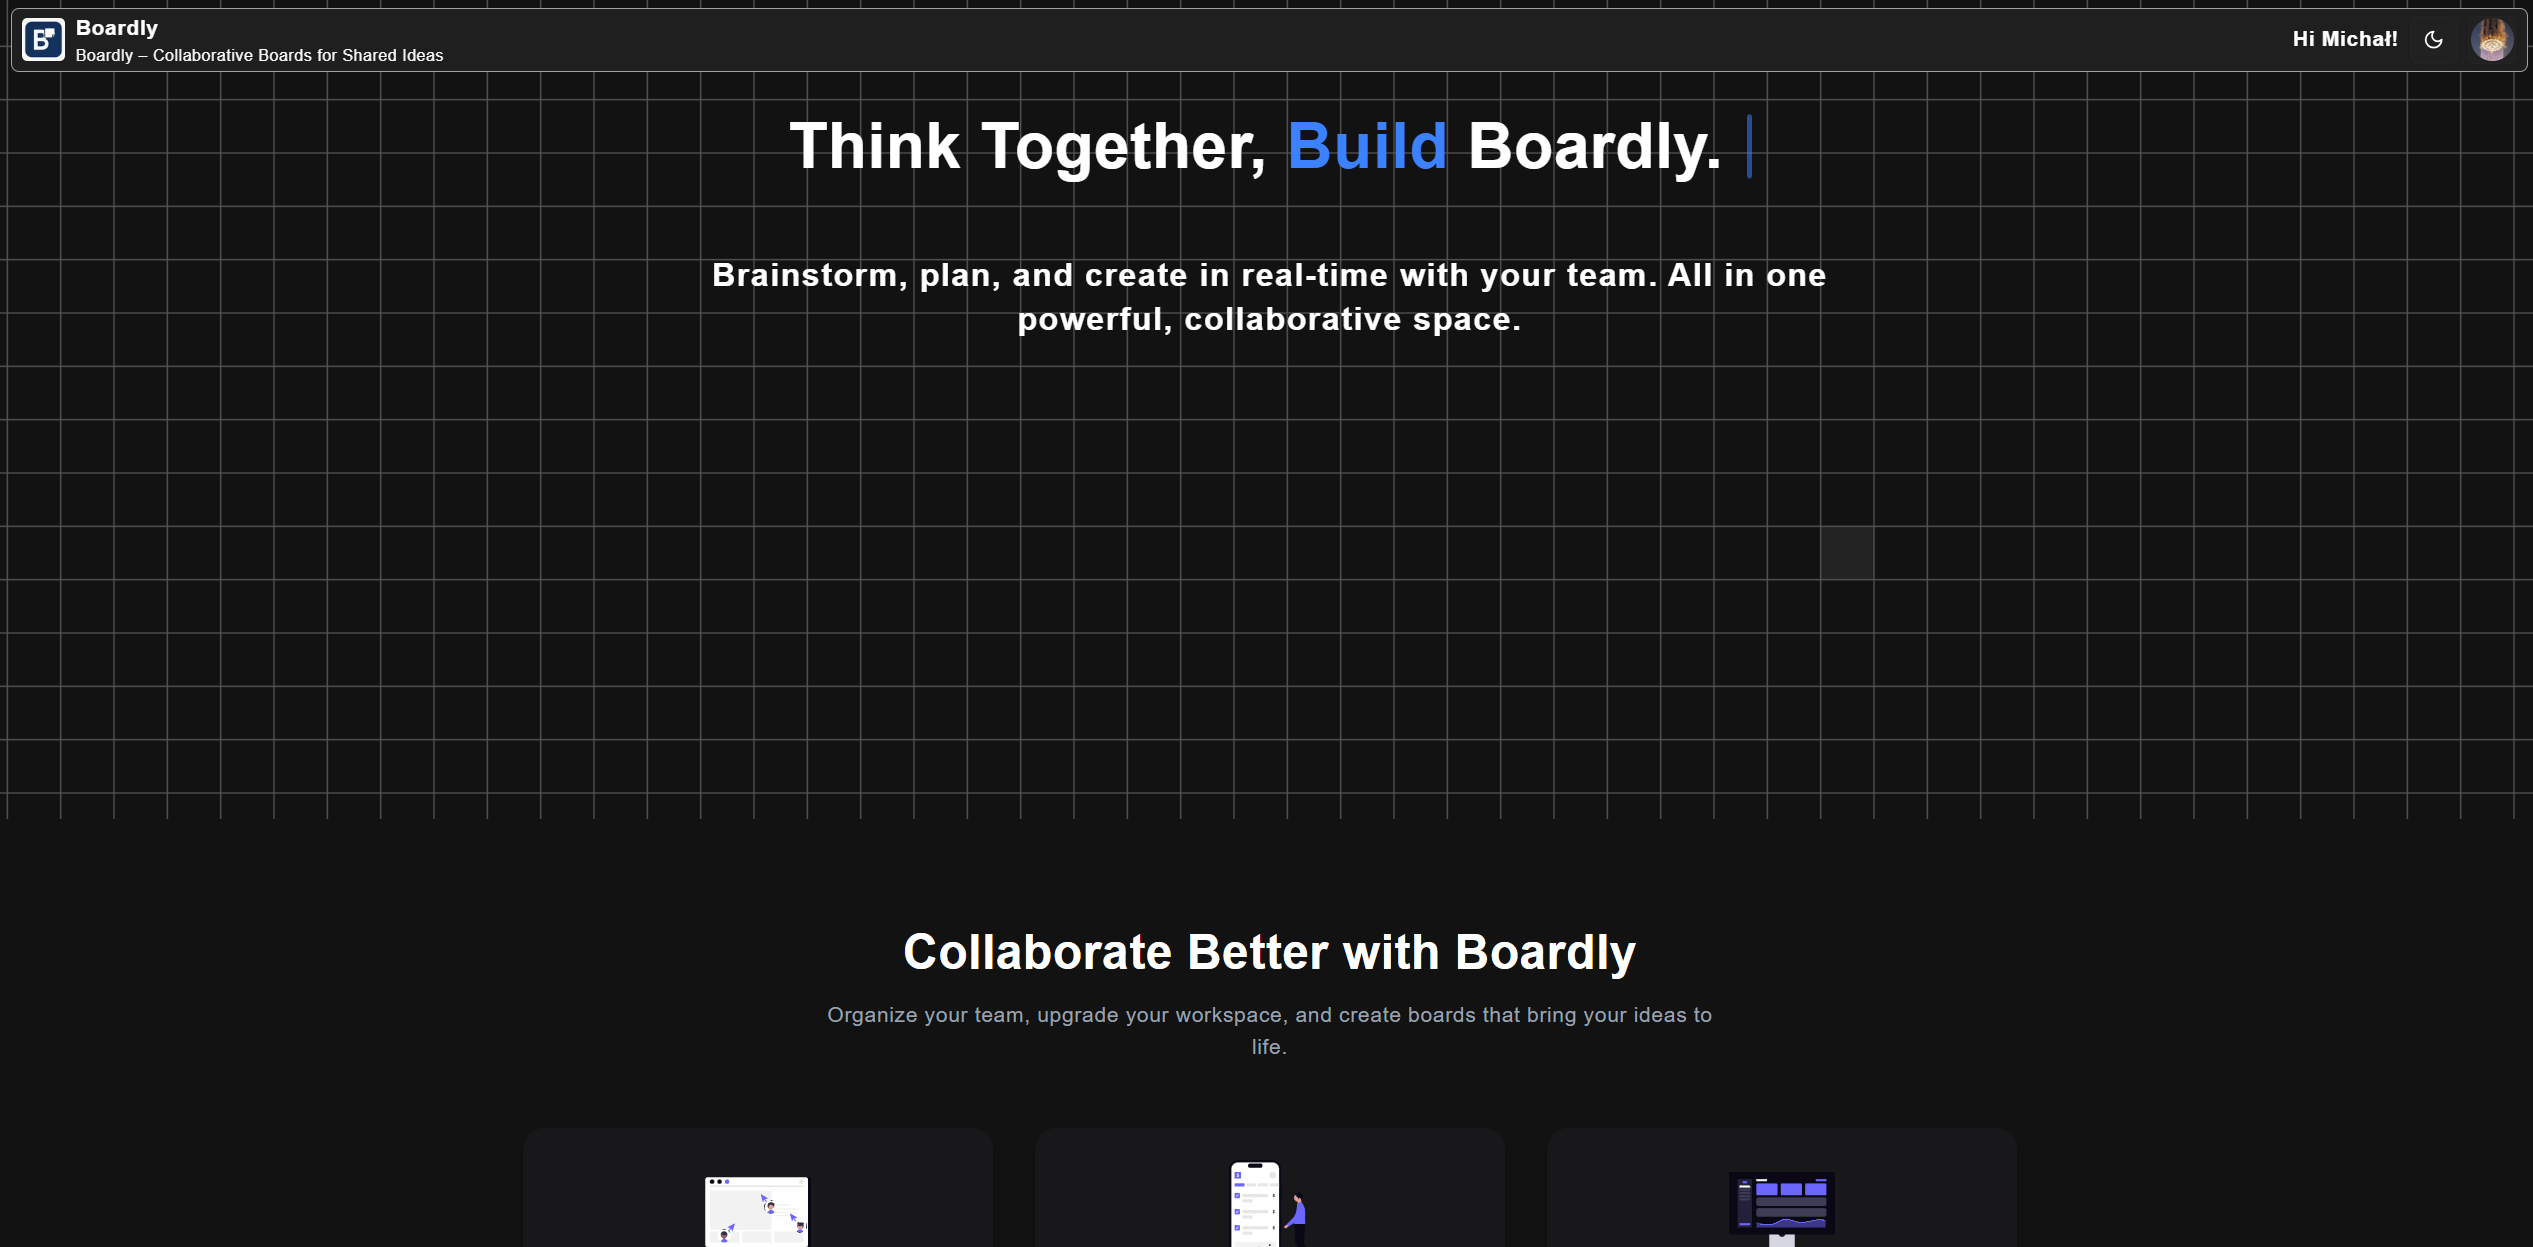 Boardly
Boardly – Collaborative Boards for Shared Ideas
Hi Michał!
Think Together, Build Boardly.
Brainstorm, plan, and create in real-time with your team. All in one
powerful, collaborative space.
Collaborate Better with Boardly
Organize your team, upgrade your workspace, and create boards that bring your ideas to
life.